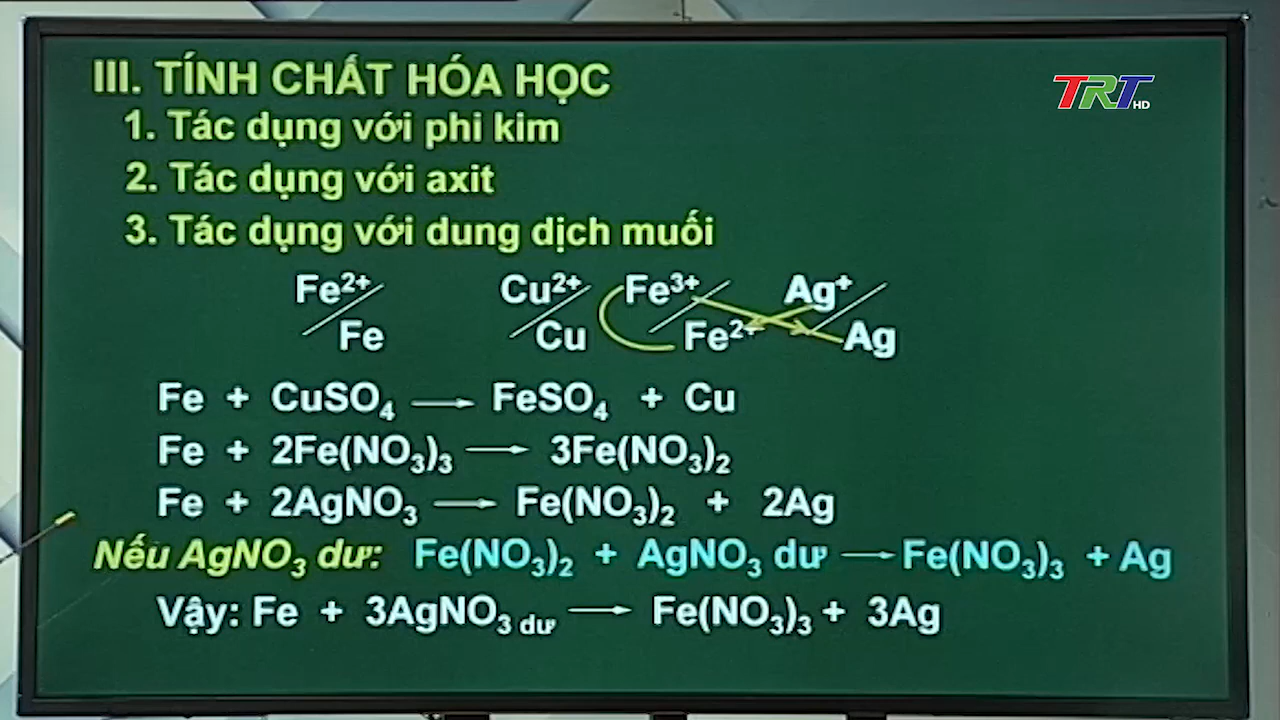 III. TÍNH CHẤT HÓA HỌC
TRT HD
1. Tác dụng với phi kim
2. Tác dụng với axit
3. Tác dụng với dung dịch muối
Fe²⁺ Cu²⁺ Fe³⁺ Ag⁺
Fe Cu Fe²⁺ Ag
Fe + CuSO₄ → FeSO₄ + Cu
Fe + 2Fe(NO₃)₃ → 3Fe(NO₃)₂
Fe + 2AgNO₃ → Fe(NO₃)₂ + 2Ag
Nếu AgNO₃ dư: Fe(NO₃)₂ + AgNO₃ dư → Fe(NO₃)₃ + Ag
Vậy: Fe + 3AgNO₃ dư → Fe(NO₃)₃ + 3Ag